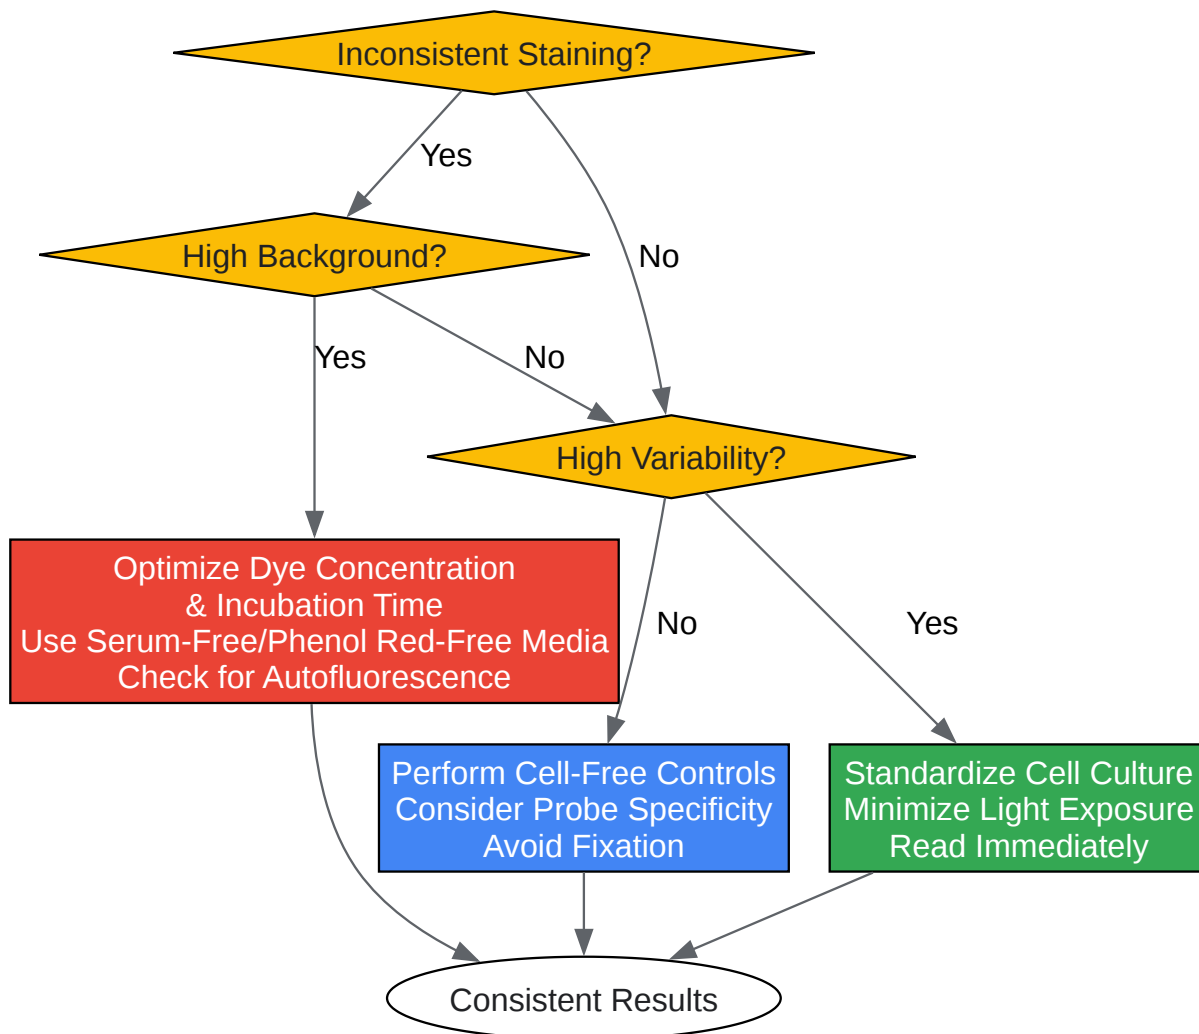 Inconsistent Staining?
Yes
High Background?
No
Yes
No
High Variability?
Optimize Dye Concentration
& Incubation Time
Use Serum-Free/Phenol Red-Free Media
Check for Autofluorescence
No
Yes
Perform Cell-Free Controls
Consider Probe Specificity
Avoid Fixation
Standardize Cell Culture
Minimize Light Exposure
Read Immediately
Consistent Results